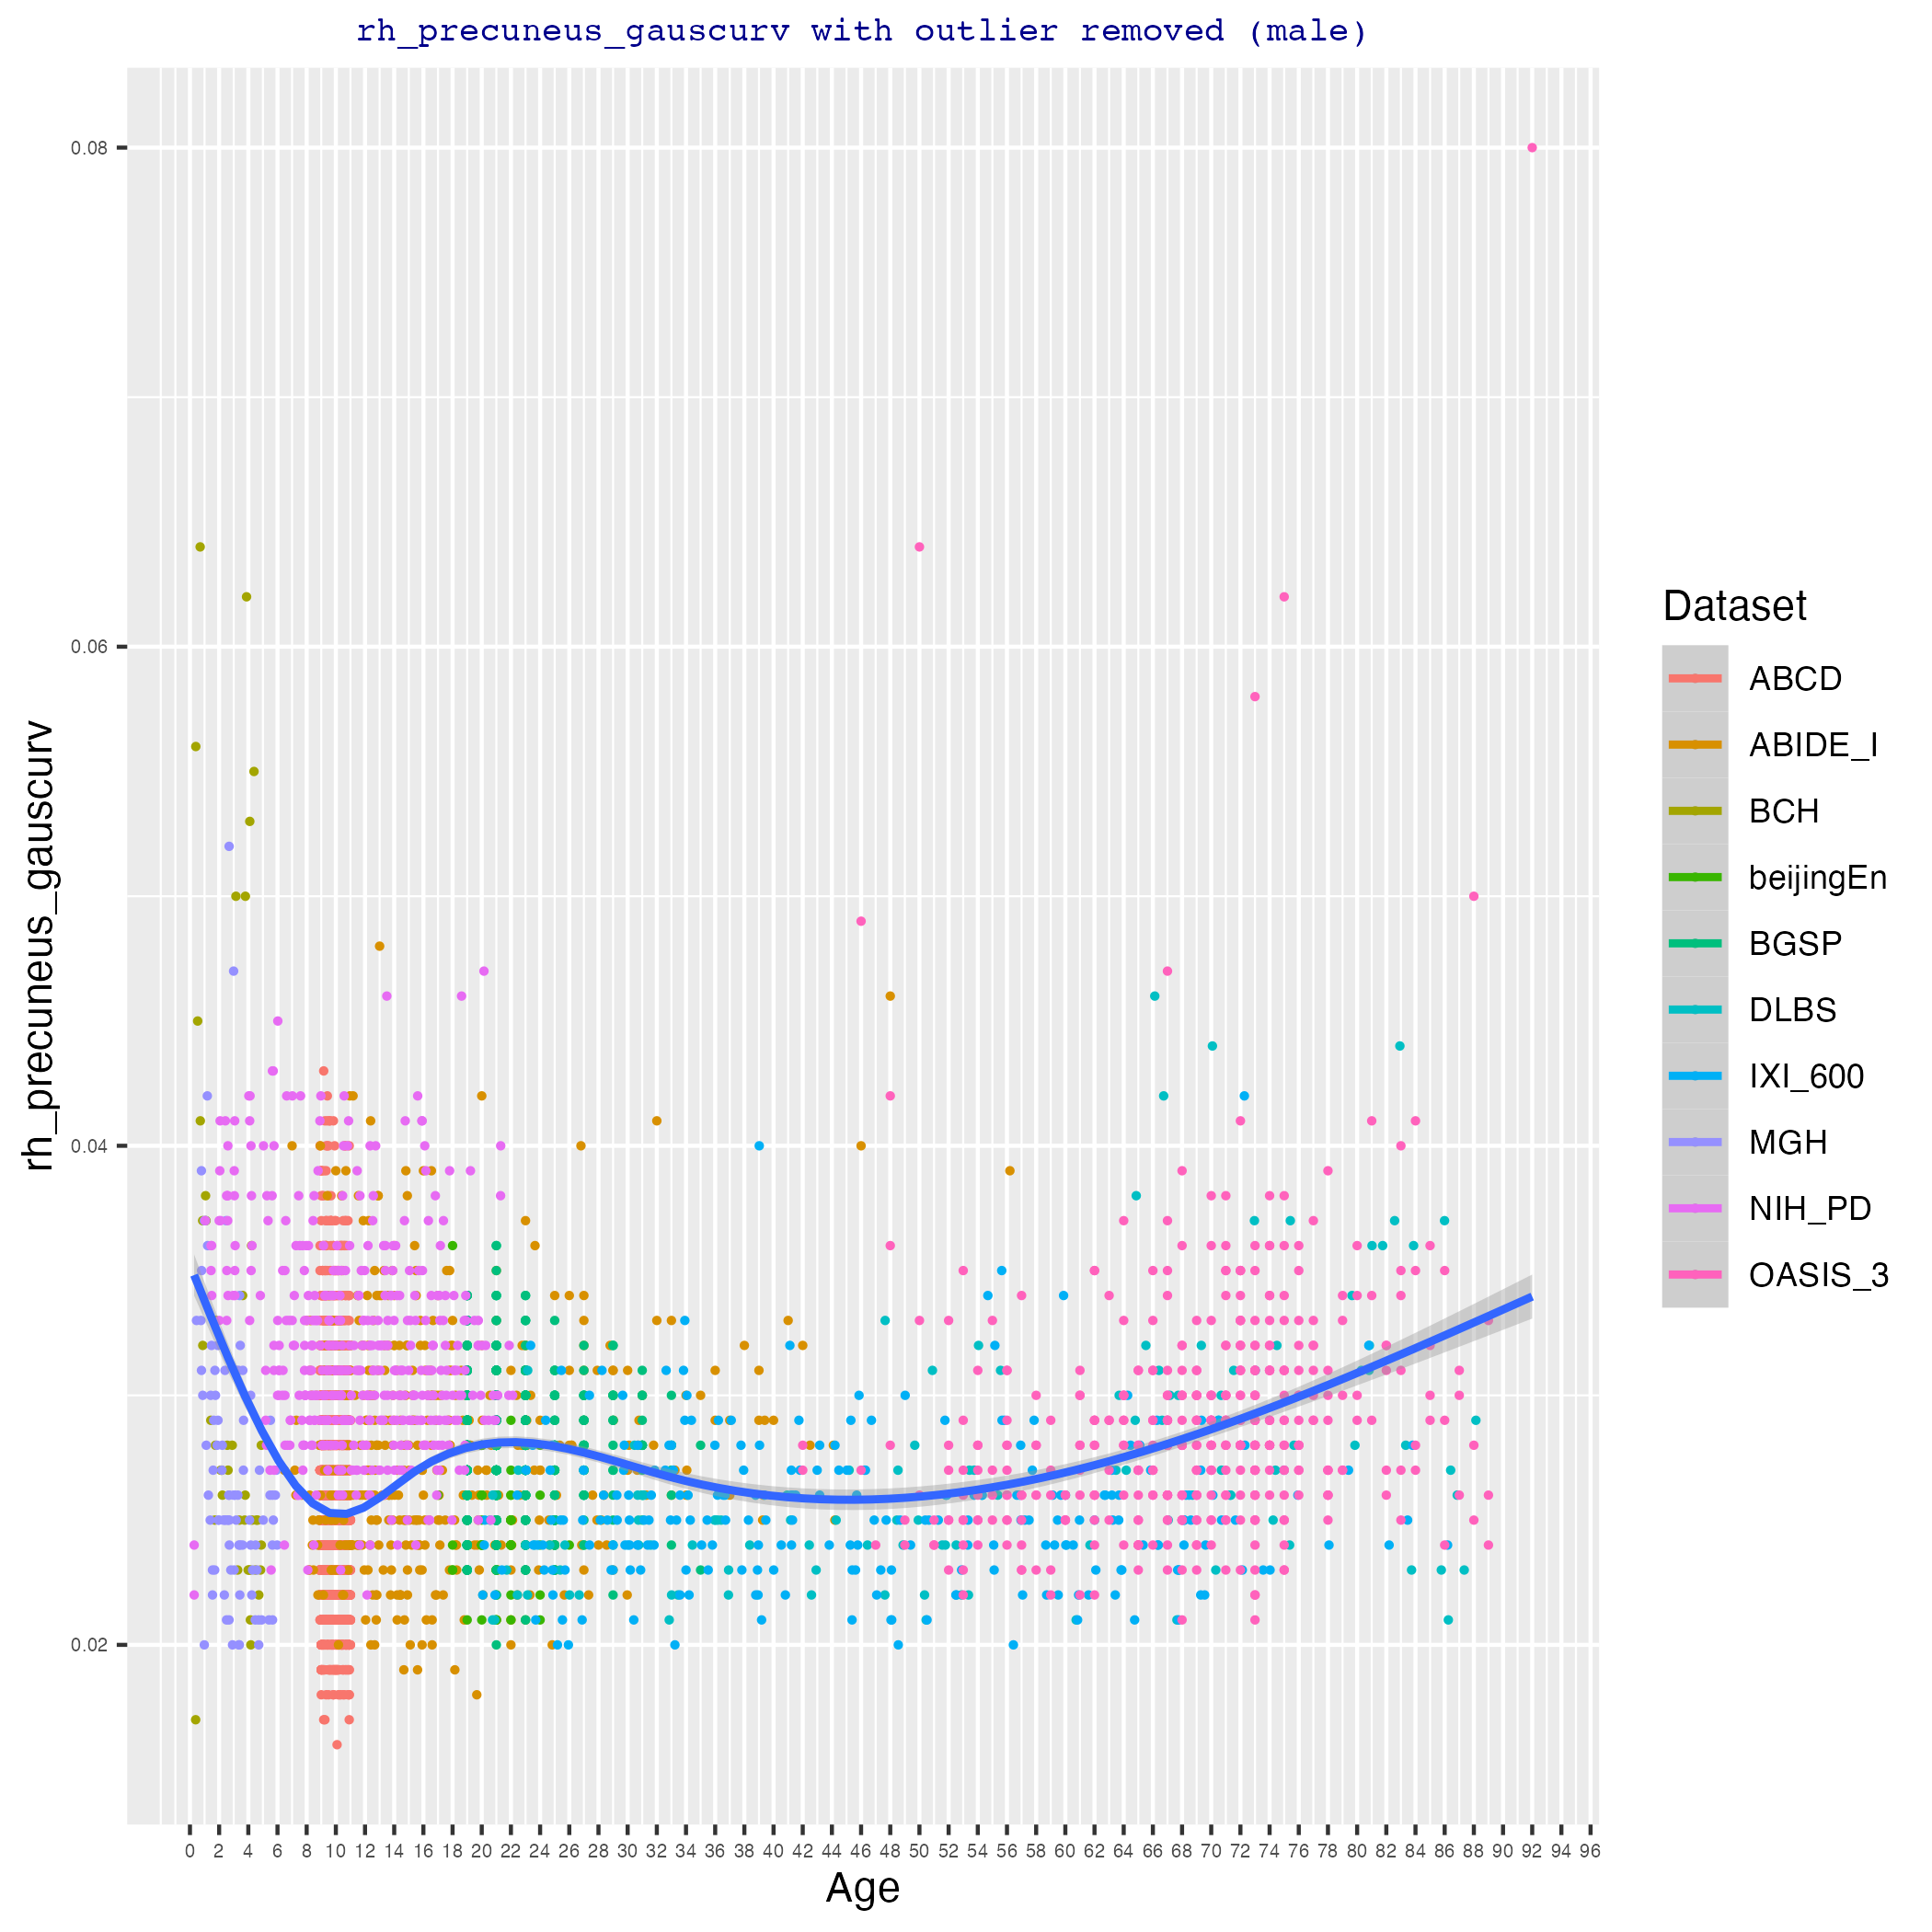 rh_precuneus_gauscurv with outlier removed (male)
0.08
0.06
0.04
0.02
rh_precuneus_gauscurv
0 2 4 6 8 10 12 14 16 18 20 22 24 26 28 30 32 34 36 38 40 42 44 46 48 50 52 54 56 58 60 62 64 66 68 70 72 74 76 78 80 82 84 86 88 90 92 94 96
Age
Dataset
ABCD
ABIDE_I
BCH
beijingEn
BGSP
DLBS
IXI_600
MGH
NIH_PD
OASIS_3